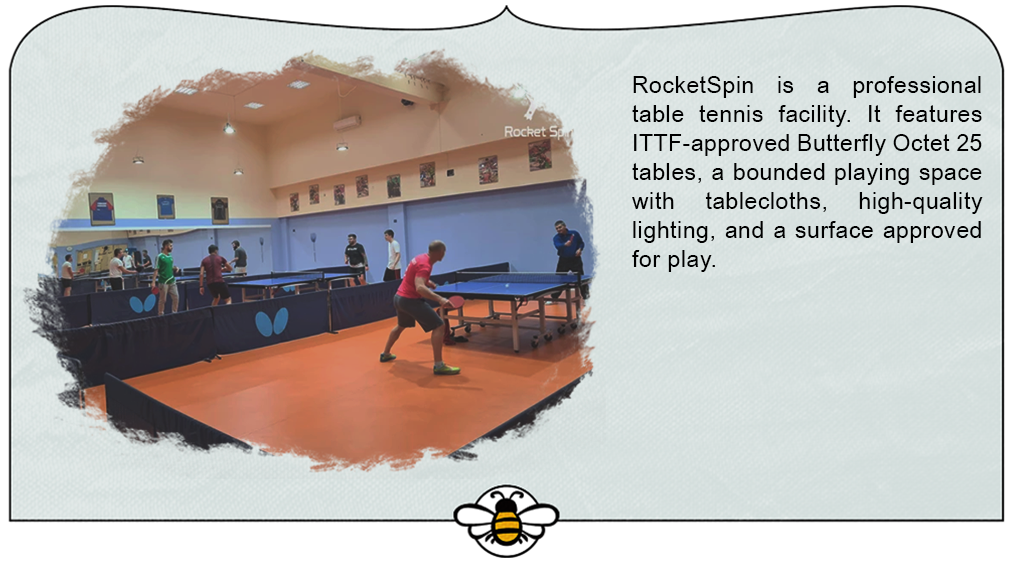 Rocket Spin
RocketSpin is a professional
table tennis facility. It features
ITTF-approved Butterfly Octet 25
tables, a bounded playing space
with tablecloths, high-quality
lighting, and a surface approved
for play.